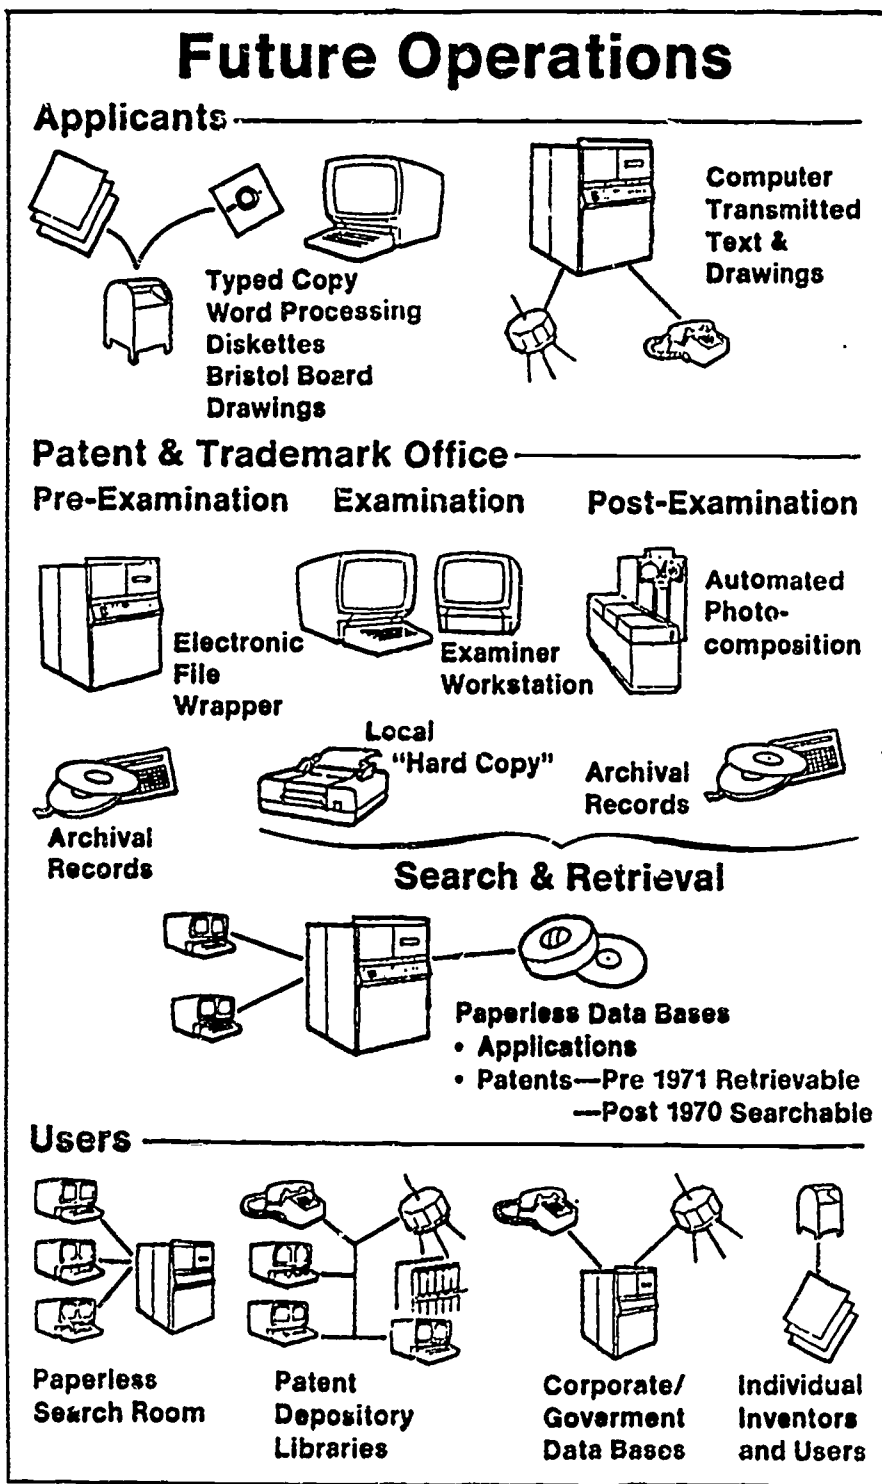 Future Operations
Applicants
Typed Copy
Word Processing
Diskettes
Bristol Board
Drawings
Computer
Transmitted
Text &
Drawings
Patent & Trademark Office
Pre-Examination
Examination
Post-Examination
Electronic
File
Wrapper
Examiner
Workstation
Automated
Photo-
composition
Archival
Records
Local
"Hard Copy"
Archival
Records
Search & Retrieval
Paperless Data Bases
• Applications
• Patents—Pre 1971 Retrievable
—Post 1970 Searchable
Users
Paperless
Search Room
Patent
Depository
Libraries
Corporate/
Goverment
Data Bases
Individual
Inventors
and Users